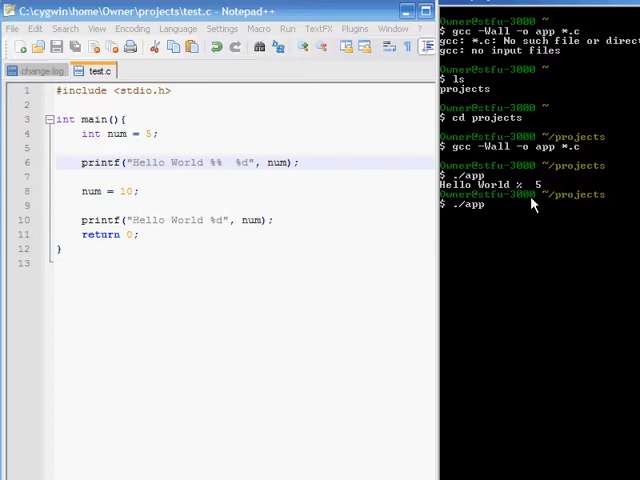 C:\cygwin\home\Owner\projects\test.c - Notepad++
File Edit Search View Encoding Language Settings Macro Run TextFX Plugins Window ?
change.log test.c
1 #include <stdio.h>
2
3 int main(){
4 int num = 5;
5
6 printf("Hello World %% %d", num);
7
8 num = 10;
9
10 printf("Hello World %d", num);
11 return 0;
12 }
13
Owner@stfu-3000 ~
$ gcc -Wall -o app *.c
gcc: *.c: No such file or direct
gcc: no input files
Owner@stfu-3000 ~
$ ls
projects
Owner@stfu-3000 ~
$ cd projects
Owner@stfu-3000 ~/projects
$ gcc -Wall -o app *.c
Owner@stfu-3000 ~/projects
$ ./app
Hello World % 5
Owner@stfu-3000 ~/projects
$ ./app